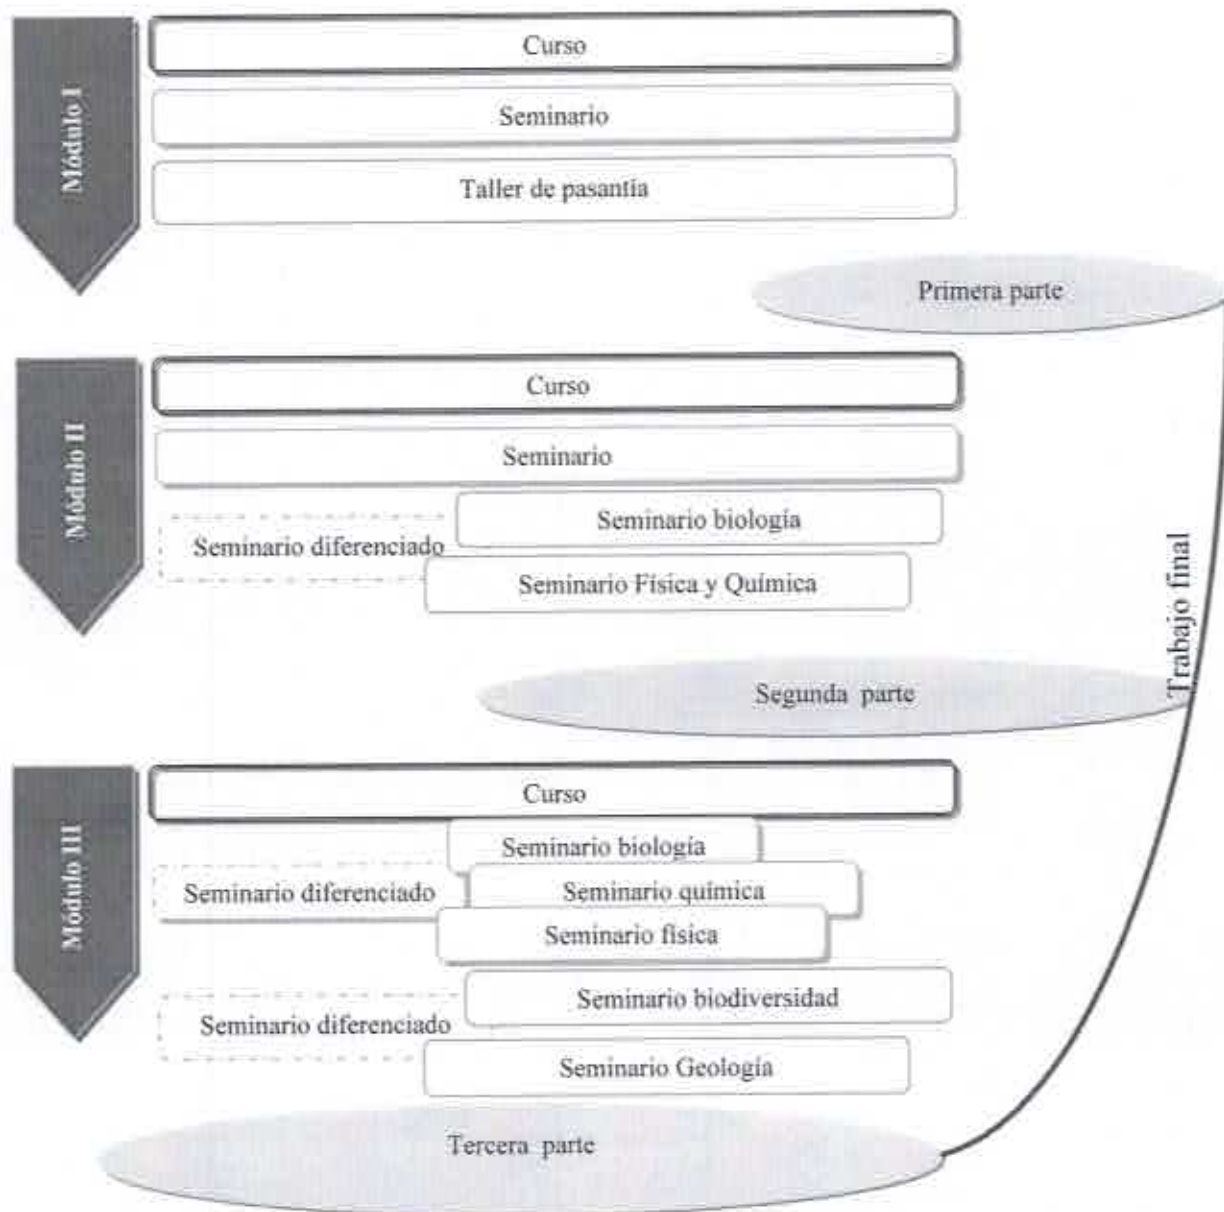 Módulo I
Curso
Seminario
Taller de pasantía
Primera parte
Módulo II
Curso
Seminario
Seminario diferenciado
Seminario biología
Seminario Física y Química
Trabajo final
Segunda parte
Módulo III
Curso
Seminario diferenciado
Seminario biología
Seminario química
Seminario física
Seminario diferenciado
Seminario biodiversidad
Seminario Geología
Tercera parte